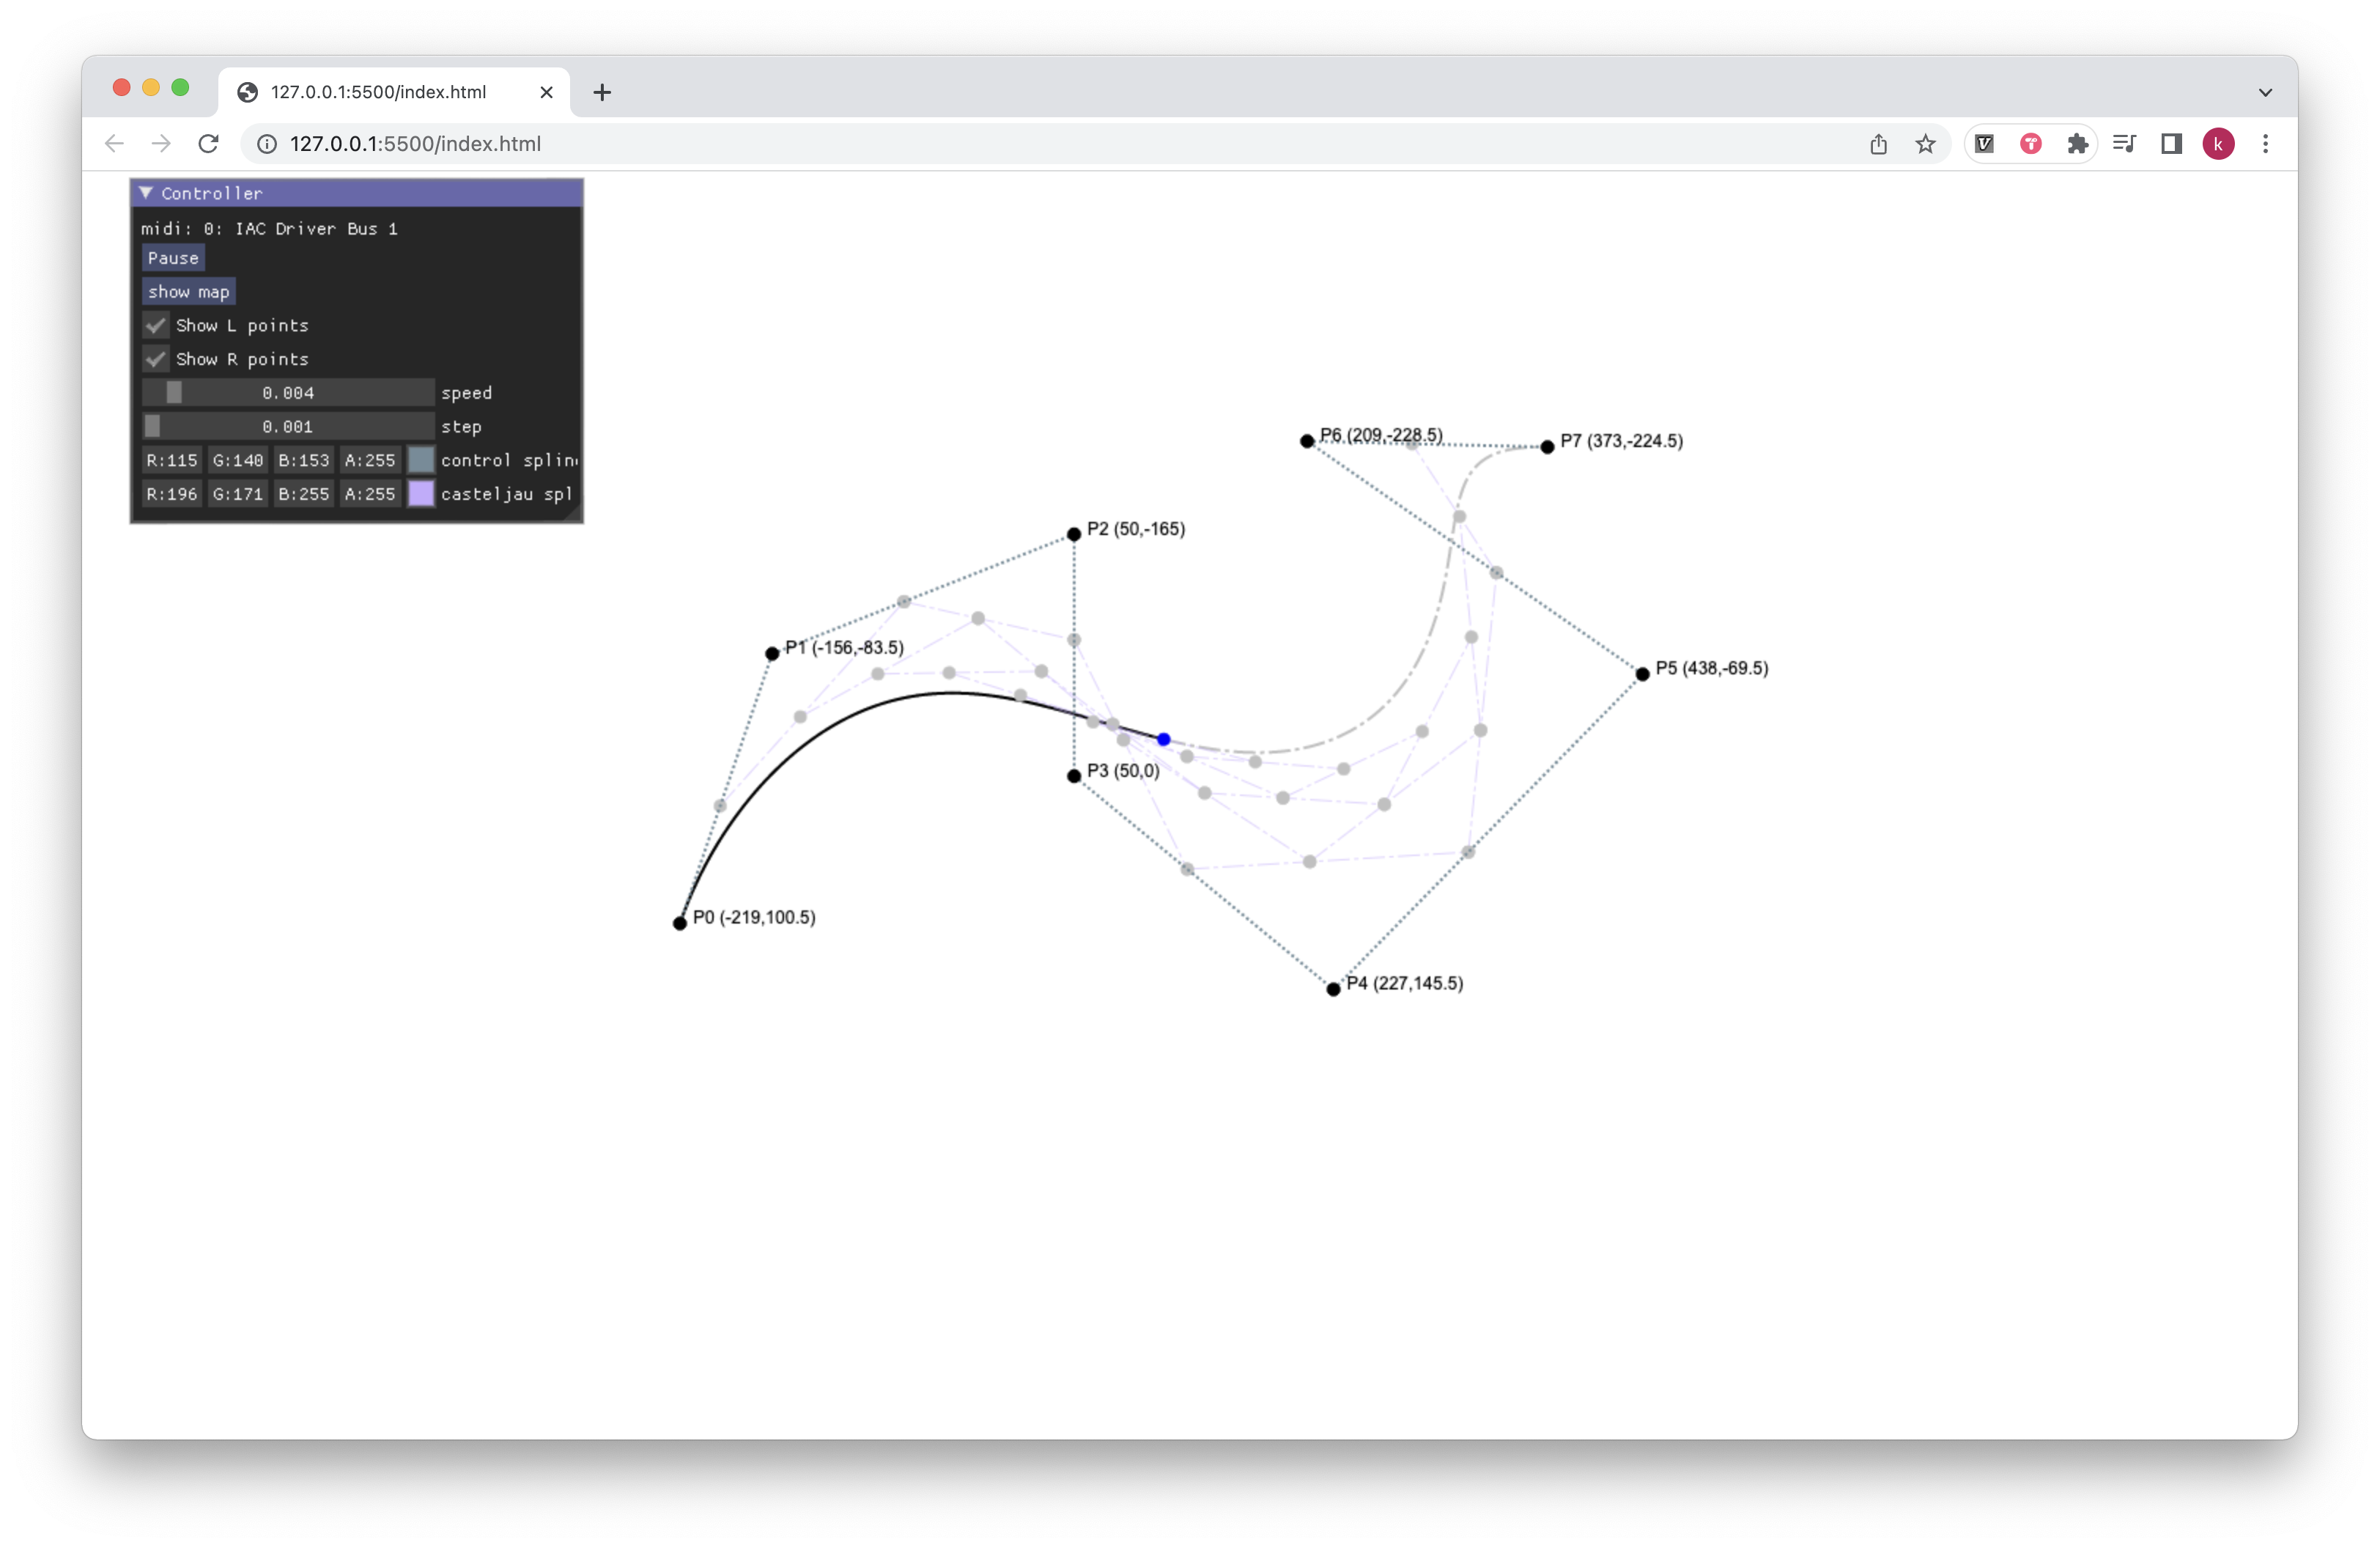 127.0.0.1:5500/index.html
127.0.0.1:5500/index.html
k
Controller
midi: 0: IAC Driver Bus 1
Pause
show map
Show L points
Show R points
0.004 speed
0.001 step
R:115 G:140 B:153 A:255 control splin
R:196 G:171 B:255 A:255 casteljau spl
P6 (209,-228.5)
P7 (373,-224.5)
P2 (50,-165)
P1 (-156,-83.5)
P5 (438,-69.5)
P3 (50,0)
P0 (-219,100.5)
P4 (227,145.5)